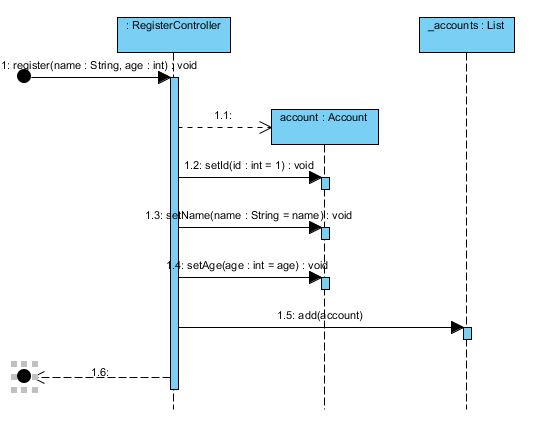 : RegisterController
_accounts : List
1: register(name : String, age : int) : void
1.1:
account : Account
1.2: setId(id : int = 1) : void
1.3: setName(name : String = name) : void
1.4: setAge(age : int = age) : void
1.5: add(account)
1.6: